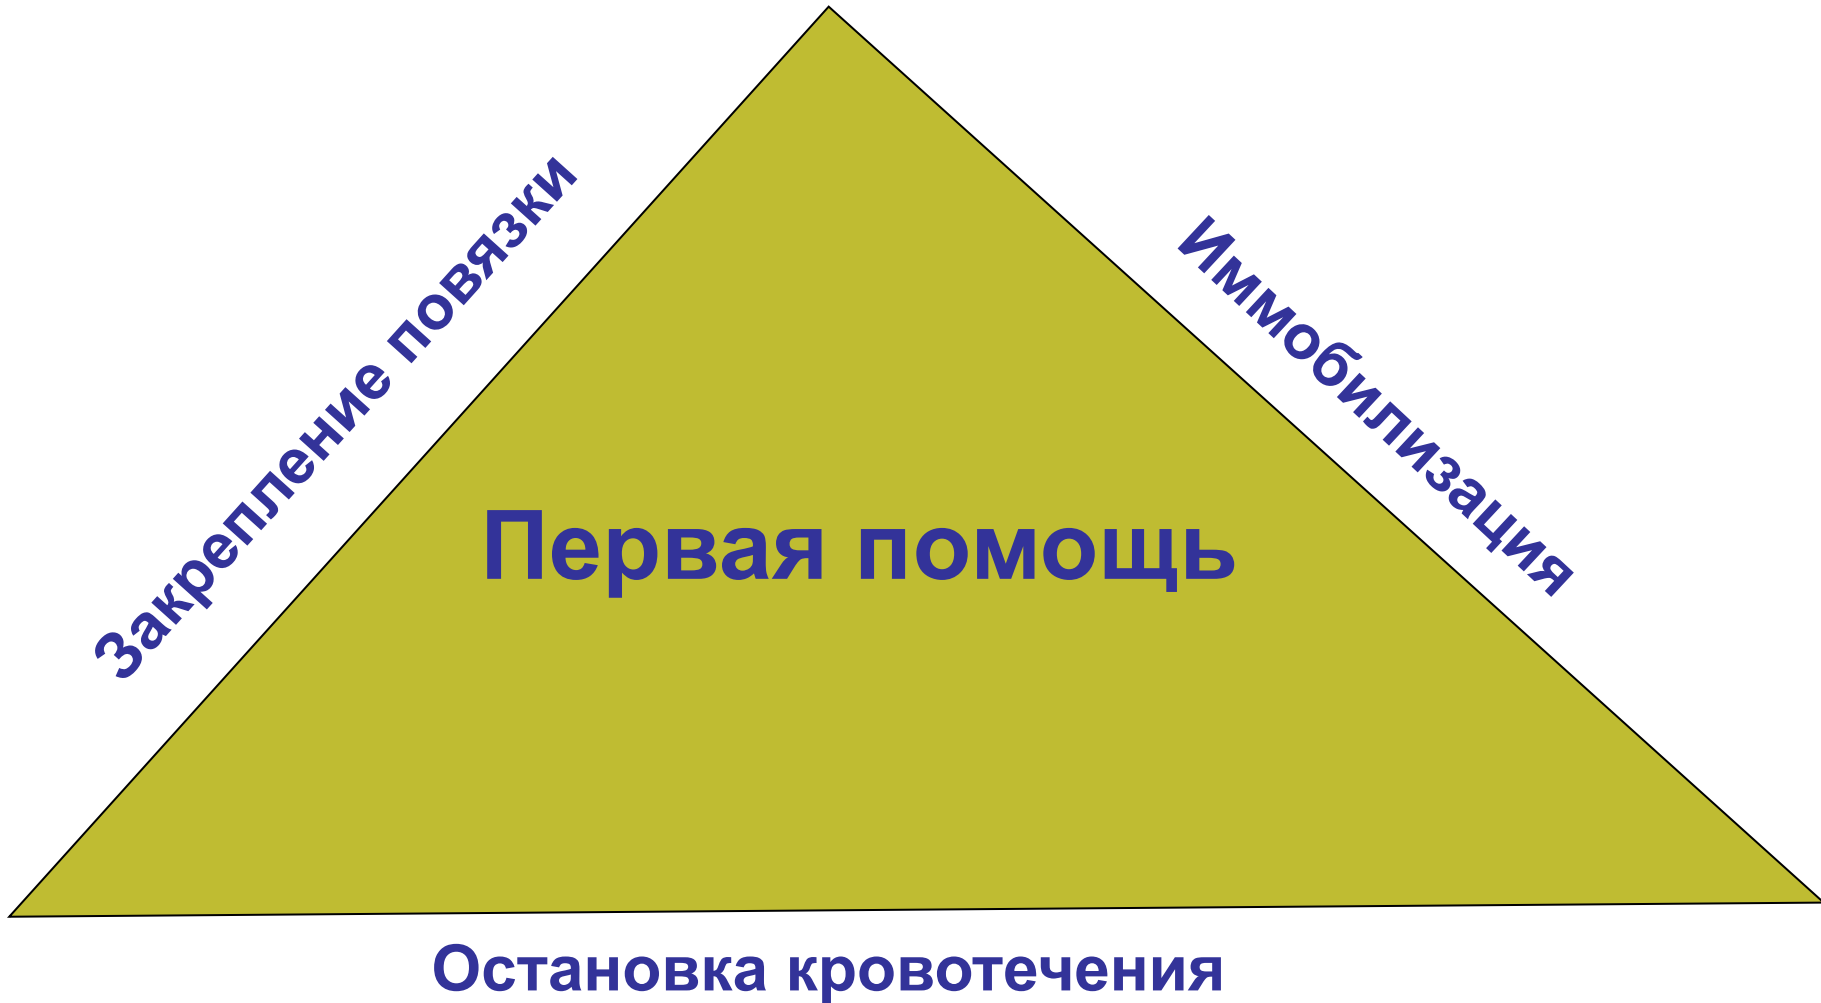 Закрепление повязки
Иммобилизация
Первая помощь
Остановка кровотечения